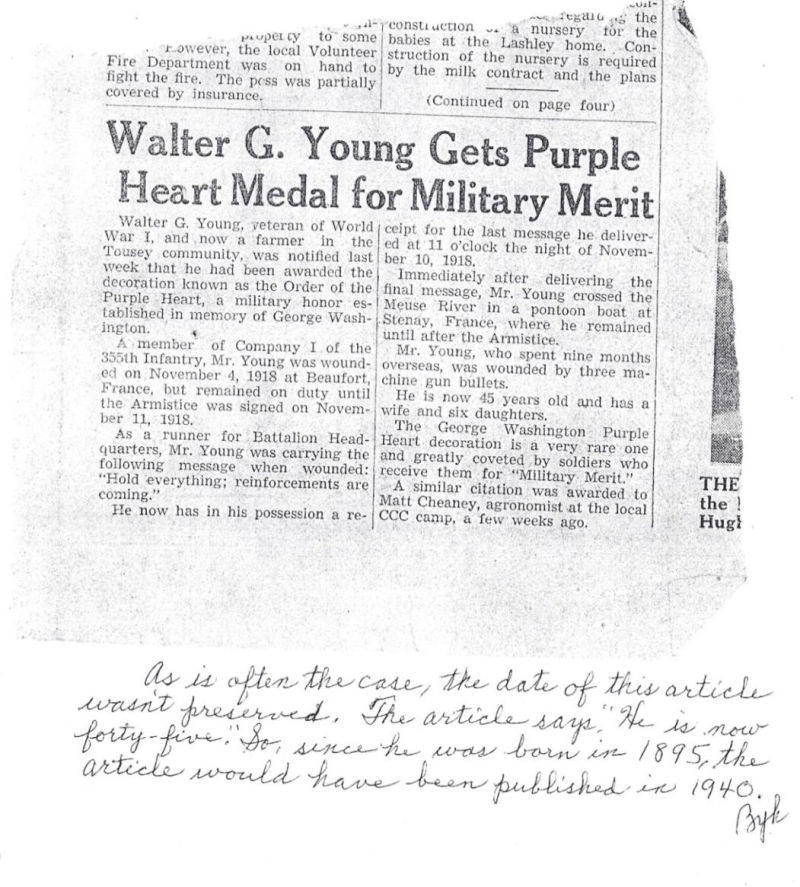 property to some
However, the local Volunteer
Fire Department was on hand to
fight the fire. The pcss was partially
covered by insurance.
regard the
construction a nursery for the
babies at the Lashley home. Con-
struction of the nursery is required
by the milk contract and the plans
(Continued on page four)
Walter G. Young Gets Purple
Heart Medal for Military Merit
Walter G. Young, veteran of World
War I, and now a farmer in the
Tousey community, was notified last
week that he had been awarded the
decoration known as the Order of the
Purple Heart, a military honor es-
tablished in memory of George Wash-
ington.
A member of Company I of the
355th Infantry, Mr. Young was wound-
ed on November 4, 1918 at Beaufort,
France, but remained on duty until
the Armistice was signed on Novem-
ber 11, 1918.
As a runner for Battalion Head-
quarters, Mr. Young was carrying the
following message when wounded:
"Hold everything; reinforcements are
coming."
He now has in his possession a re-
ceipt for the last message he deliver-
ed at 11 o'clock the night of Novem-
ber 10, 1918.
Immediately after delivering the
final message, Mr. Young crossed the
Meuse River in a pontoon boat at
Stenay, France, where he remained
until after the Armistice.
Mr. Young, who spent nine months
overseas, was wounded by three ma-
chine gun bullets.
He is now 45 years old and has a
wife and six daughters.
The George Washington Purple
Heart decoration is a very rare one
and greatly coveted by soldiers who
receive them for "Military Merit."
A similar citation was awarded to
Matt Cheaney, agronomist at the local
CCC camp, a few weeks ago.
THE
the
Hugh
As is often the case, the date of this article
wasn't preserved. The article says "He is now
forty-five." So, since he was born in 1895, the
article would have been published in 1940.
Byk